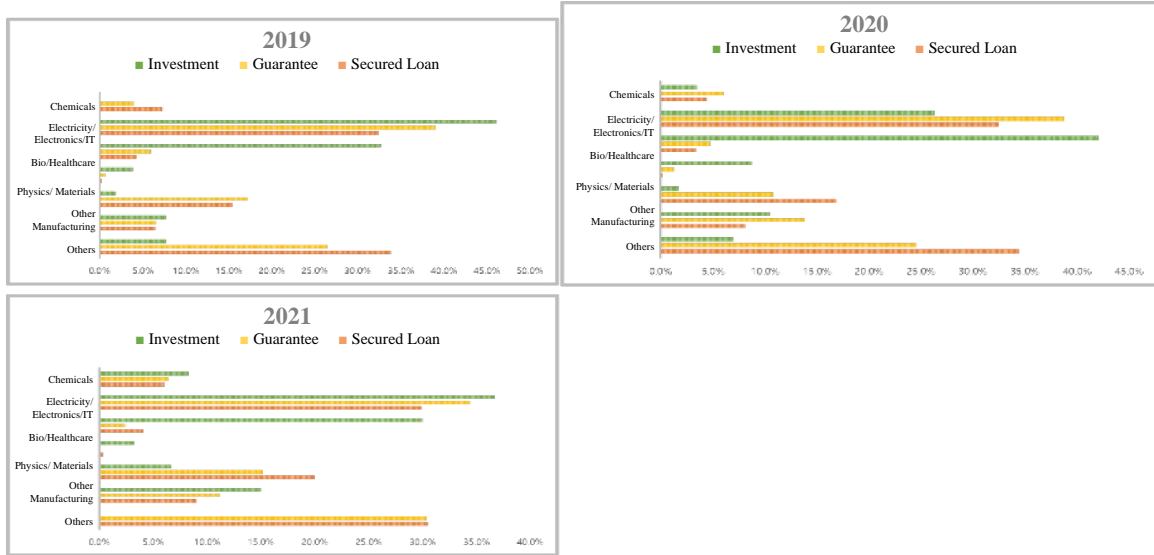 2019
Investment Guarantee Secured Loan
Chemicals
Electricity/
Electronics/IT
Bio/Healthcare
Physics/ Materials
Other
Manufacturing
Others
0.0% 5.0% 10.0% 15.0% 20.0% 25.0% 30.0% 35.0% 40.0% 45.0% 50.0%
2020
Investment Guarantee Secured Loan
Chemicals
Electricity/
Electronics/IT
Bio/Healthcare
Physics/ Materials
Other
Manufacturing
Others
0.0% 5.0% 10.0% 15.0% 20.0% 25.0% 30.0% 35.0% 40.0% 45.0%
2021
Investment Guarantee Secured Loan
Chemicals
Electricity/
Electronics/IT
Bio/Healthcare
Physics/ Materials
Other
Manufacturing
Others
0.0% 5.0% 10.0% 15.0% 20.0% 25.0% 30.0% 35.0% 40.0%